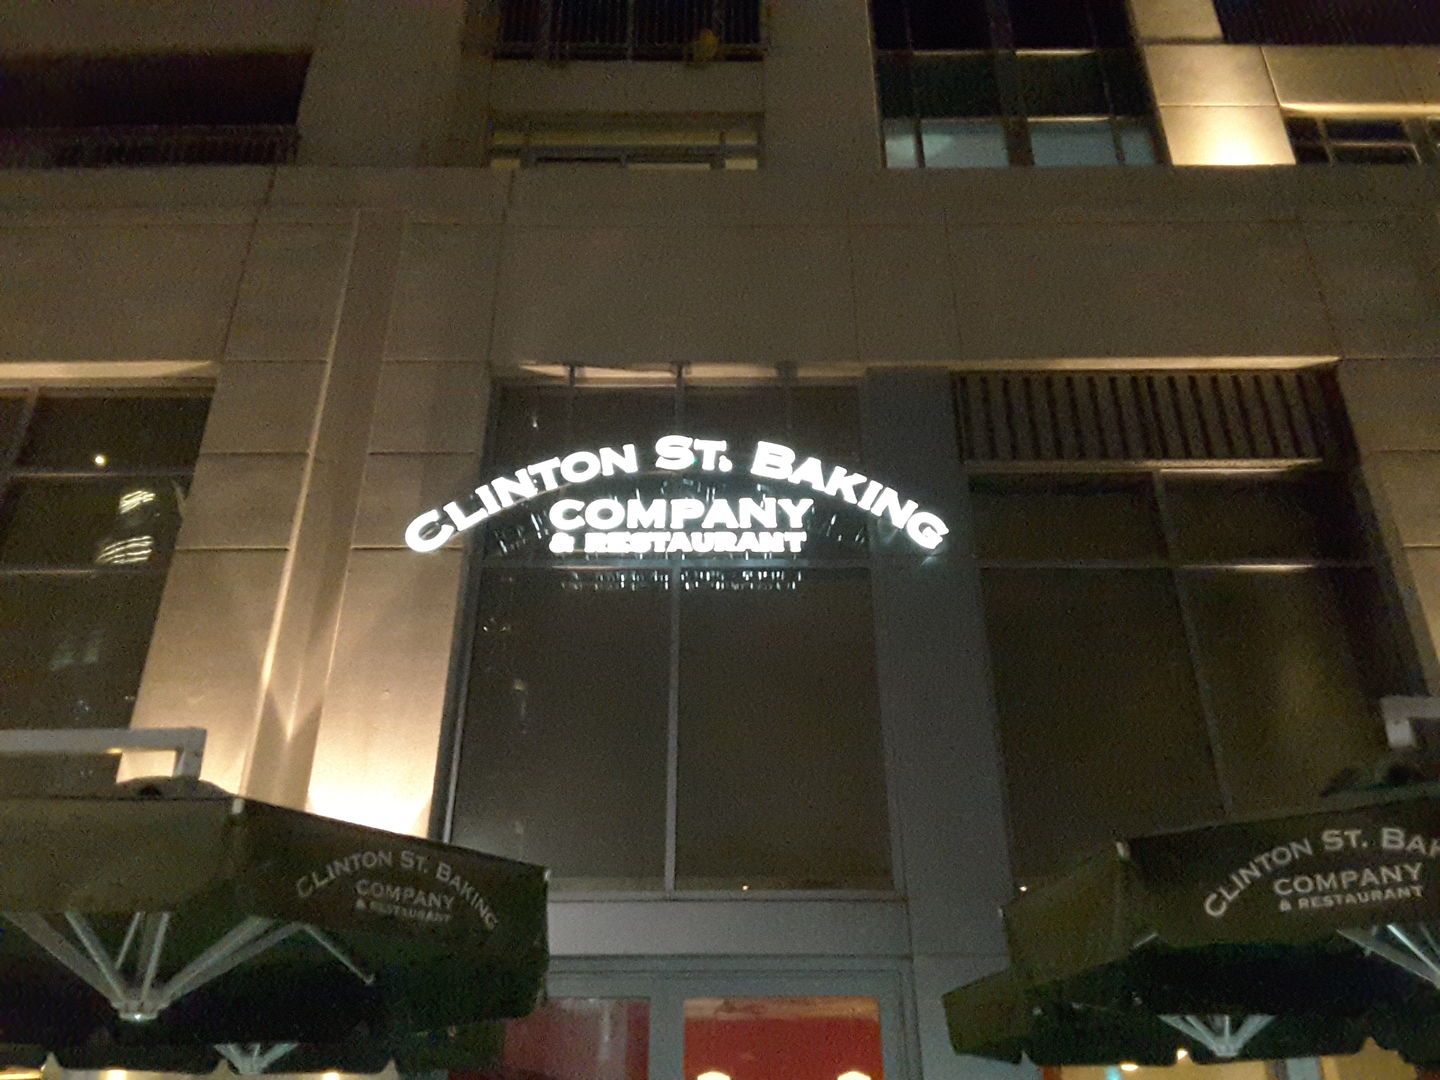 CLINTON ST. BAKING
COMPANY
& RESTAURANT
CLINTON ST. BAKING
COMPANY
& RESTAURANT
CLINTON ST. BAK
COMPANY
& RESTAURANT